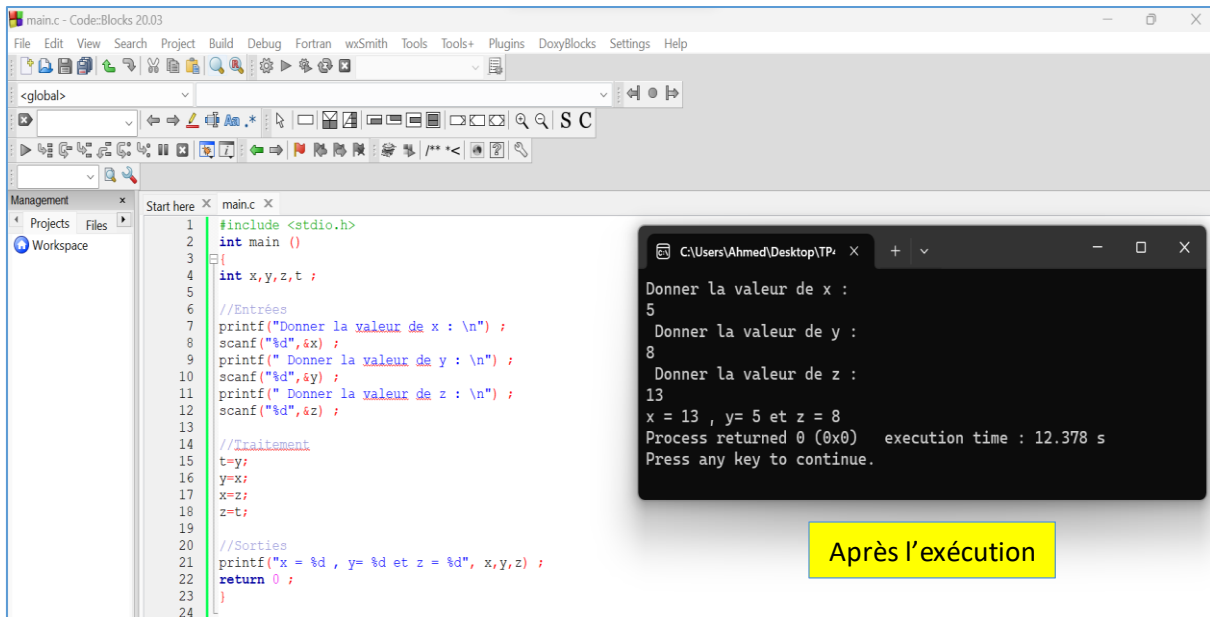 main.c - Code::Blocks 20.03
File Edit View Search Project Build Debug Fortran wxSmith Tools Tools+ Plugins DoxyBlocks Settings Help
<global>
S C
/** *<
Management
Start here main.c
Projects Files
Workspace
1 #include <stdio.h>
2 int main ()
3 {
4 int x,y,z,t ;
5
6 //Entrées
7 printf("Donner la valeur de x : \n") ;
8 scanf("%d",&x) ;
9 printf(" Donner la valeur de y : \n") ;
10 scanf("%d",&y) ;
11 printf(" Donner la valeur de z : \n") ;
12 scanf("%d",&z) ;
13
14 //Traitement
15 t=y;
16 y=x;
17 x=z;
18 z=t;
19
20 //Sorties
21 printf("x = %d , y= %d et z = %d", x,y,z) ;
22 return 0 ;
23 }
24
C:\Users\Ahmed\Desktop\TP4
Donner la valeur de x :
5
 Donner la valeur de y :
8
 Donner la valeur de z :
13
x = 13 , y= 5 et z = 8
Process returned 0 (0x0)   execution time : 12.378 s
Press any key to continue.
Après l’exécution